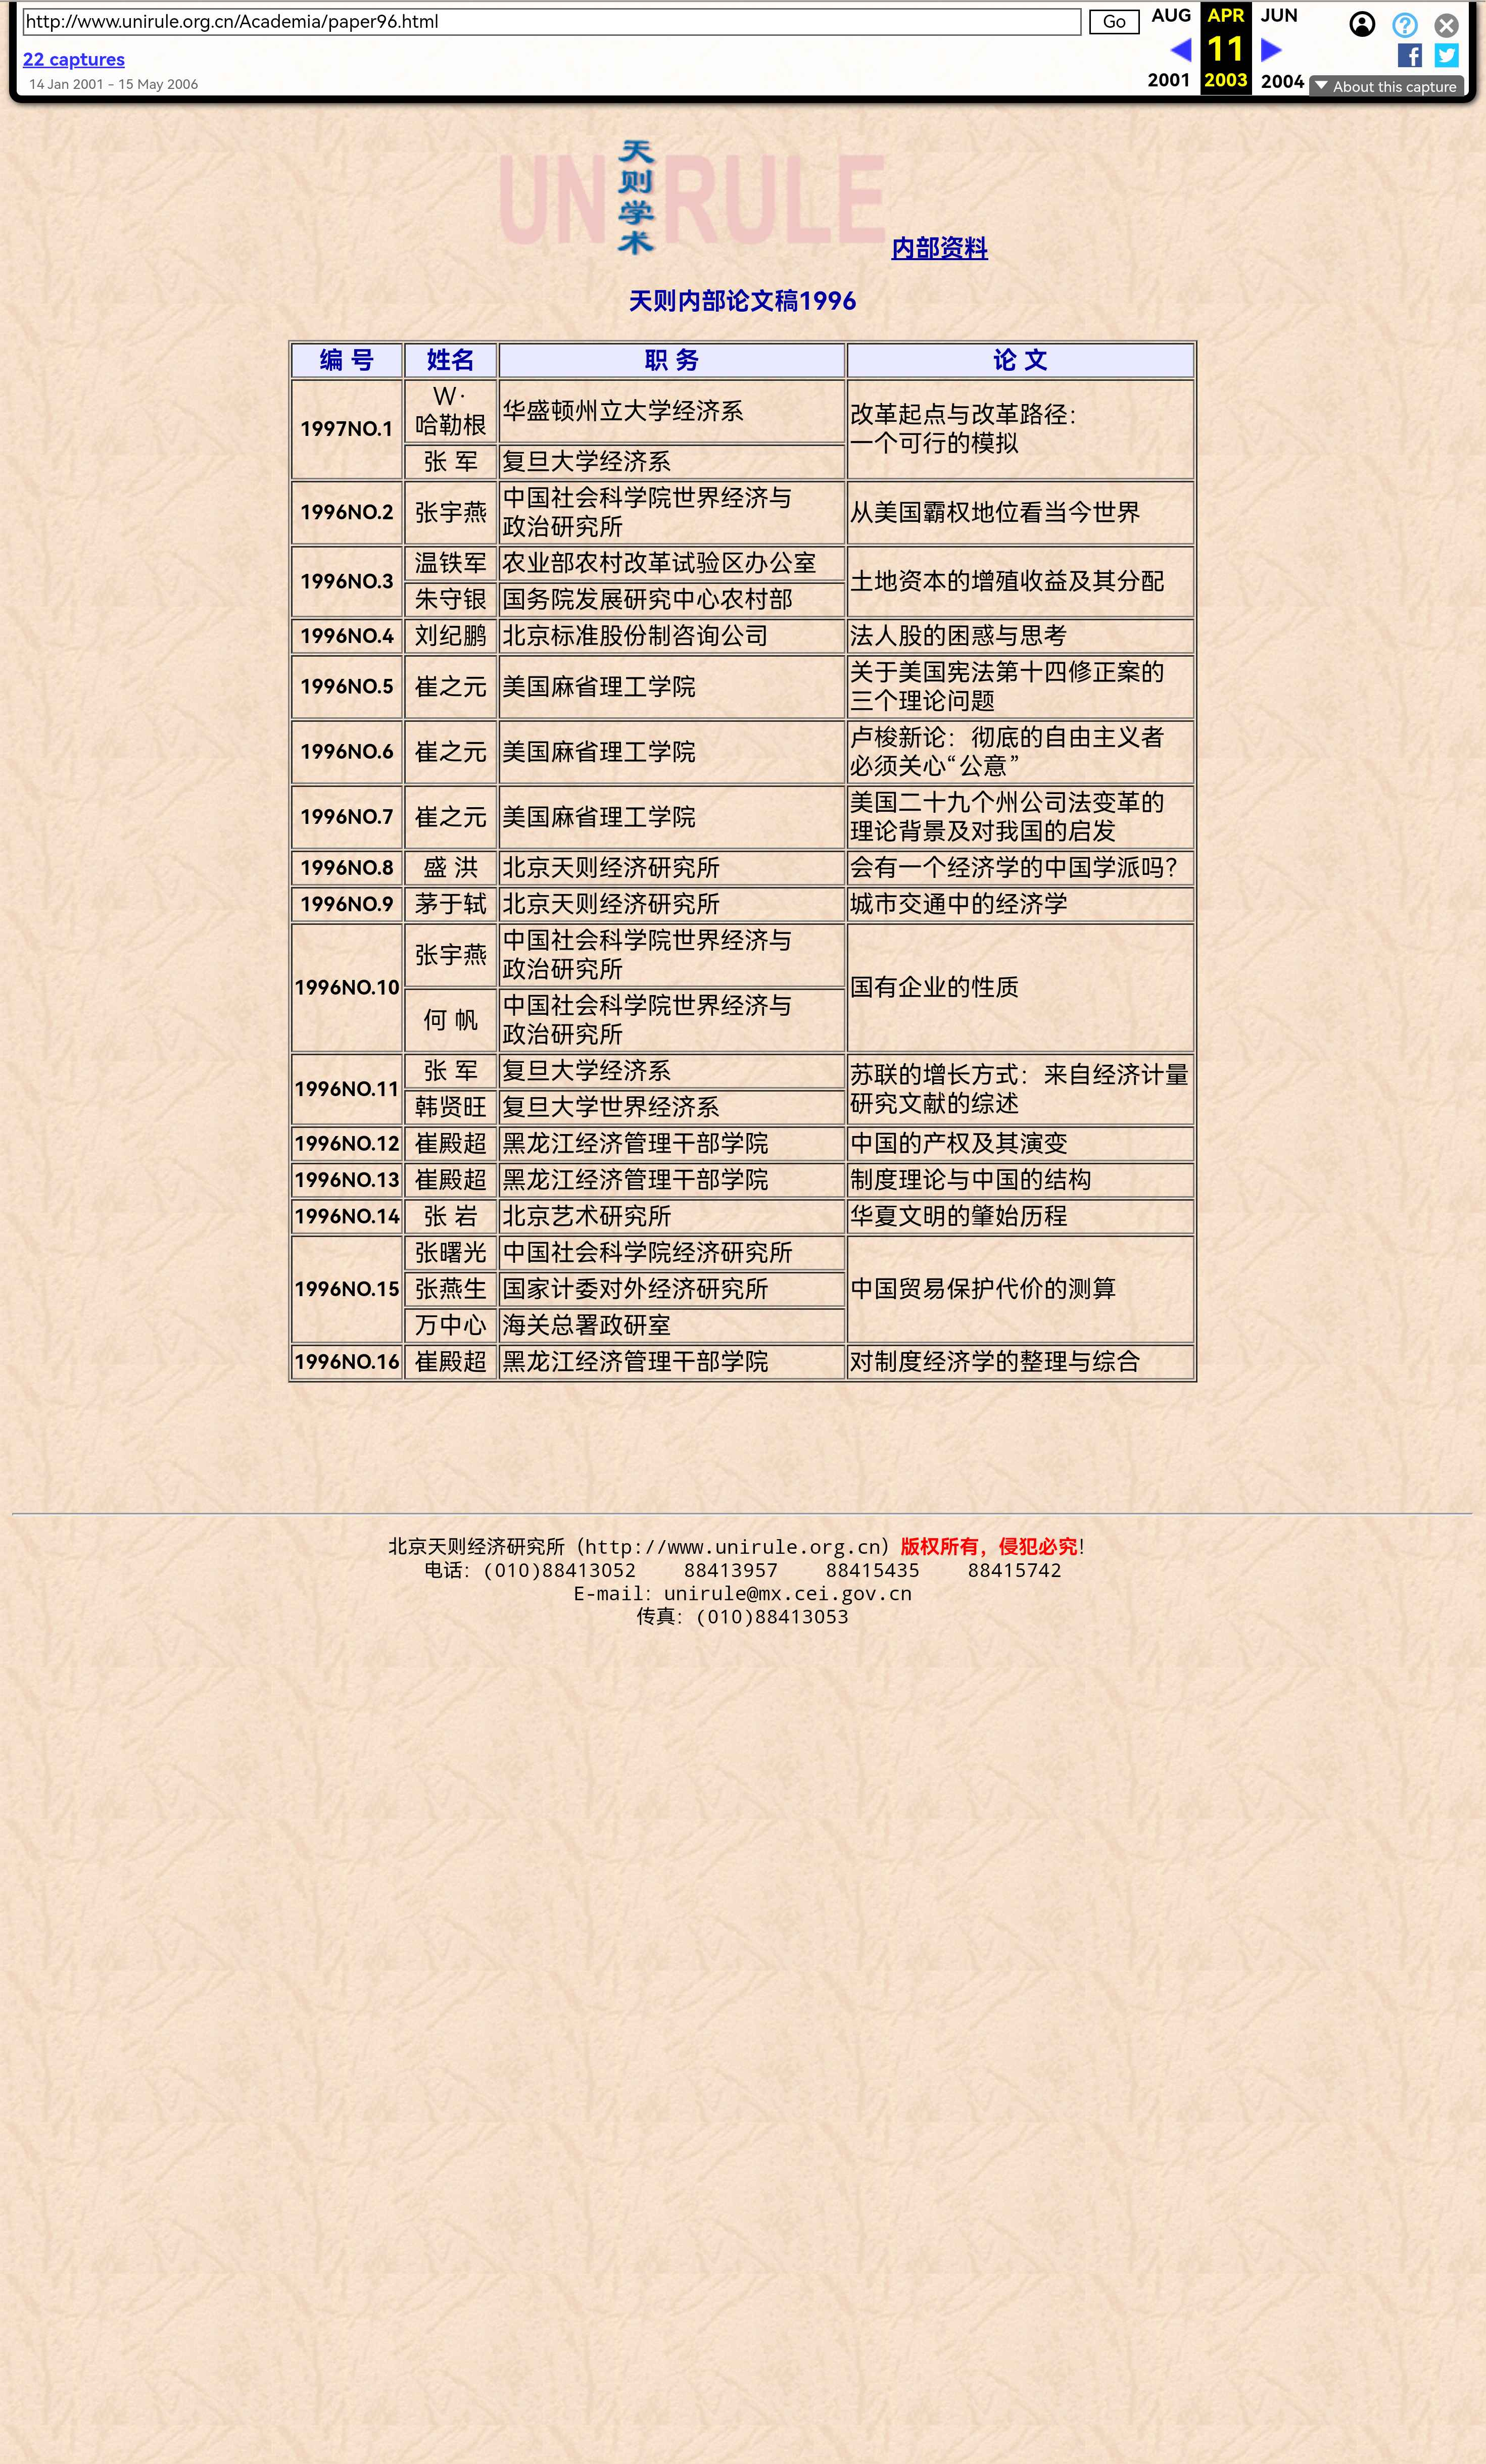 http://www.unirule.org.cn/Academia/paper96.html
Go
AUG APR JUN
22 captures
11
14 Jan 2001 - 15 May 2006
2001 2003 2004
About this capture
UNIRULE
天则学术
内部资料
天则内部论文稿1996
编 号 姓名 职 务 论 文
1997NO.1
W·
哈勒根
华盛顿州立大学经济系
改革起点与改革路径：
一个可行的模拟
张 军 复旦大学经济系
1996NO.2 张宇燕
中国社会科学院世界经济与
政治研究所
从美国霸权地位看当今世界
1996NO.3
温铁军 农业部农村改革试验区办公室
土地资本的增殖收益及其分配
朱守银 国务院发展研究中心农村部
1996NO.4 刘纪鹏 北京标准股份制咨询公司 法人股的困惑与思考
1996NO.5 崔之元 美国麻省理工学院
关于美国宪法第十四修正案的
三个理论问题
1996NO.6 崔之元 美国麻省理工学院
卢梭新论：彻底的自由主义者
必须关心“公意”
1996NO.7 崔之元 美国麻省理工学院
美国二十九个州公司法变革的
理论背景及对我国的启发
1996NO.8 盛 洪 北京天则经济研究所 会有一个经济学的中国学派吗？
1996NO.9 茅于轼 北京天则经济研究所 城市交通中的经济学
1996NO.10
张宇燕
中国社会科学院世界经济与
政治研究所
国有企业的性质
何 帆
中国社会科学院世界经济与
政治研究所
1996NO.11
张 军 复旦大学经济系
苏联的增长方式：来自经济计量
研究文献的综述
韩贤旺 复旦大学世界经济系
1996NO.12 崔殿超 黑龙江经济管理干部学院 中国的产权及其演变
1996NO.13 崔殿超 黑龙江经济管理干部学院 制度理论与中国的结构
1996NO.14 张 岩 北京艺术研究所 华夏文明的肇始历程
1996NO.15
张曙光 中国社会科学院经济研究所
张燕生 国家计委对外经济研究所
中国贸易保护代价的测算
万中心 海关总署政研室
1996NO.16 崔殿超 黑龙江经济管理干部学院 对制度经济学的整理与综合
北京天则经济研究所（http://www.unirule.org.cn）版权所有，侵犯必究!
电话：(010)88413052 88413957 88415435 88415742
E-mail：unirule@mx.cei.gov.cn
传真：(010)88413053